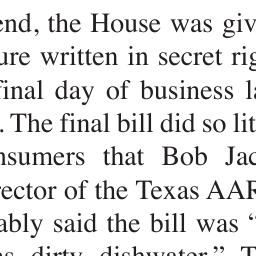 end, the House was giv
ure written in secret rig
final day of business la
. The final bill did so lit
nsumers that Bob Jac
rector of the Texas AAR
ably said the bill was “
as dirty dishwater.” T